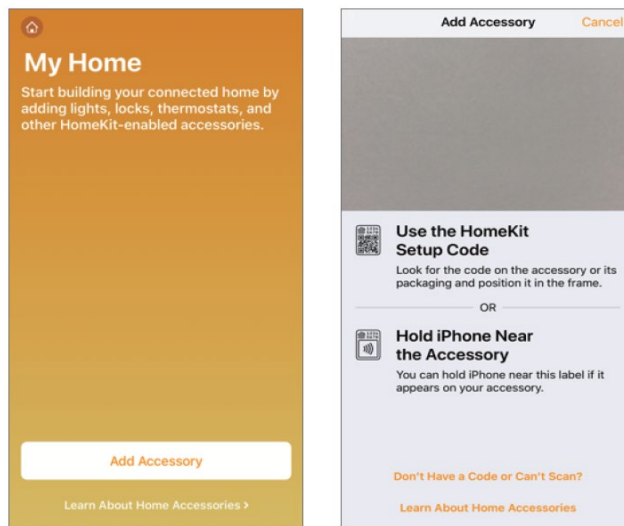 My Home
Start building your connected home by
adding lights, locks, thermostats, and
other HomeKit-enabled accessories.
Add Accessory
Learn About Home Accessories >
Add Accessory
Cancel
Use the HomeKit
Setup Code
Look for the code on the accessory or its
packaging and position it in the frame.
OR
Hold iPhone Near
the Accessory
You can hold iPhone near this label if it
appears on your accessory.
Don't Have a Code or Can't Scan?
Learn About Home Accessories